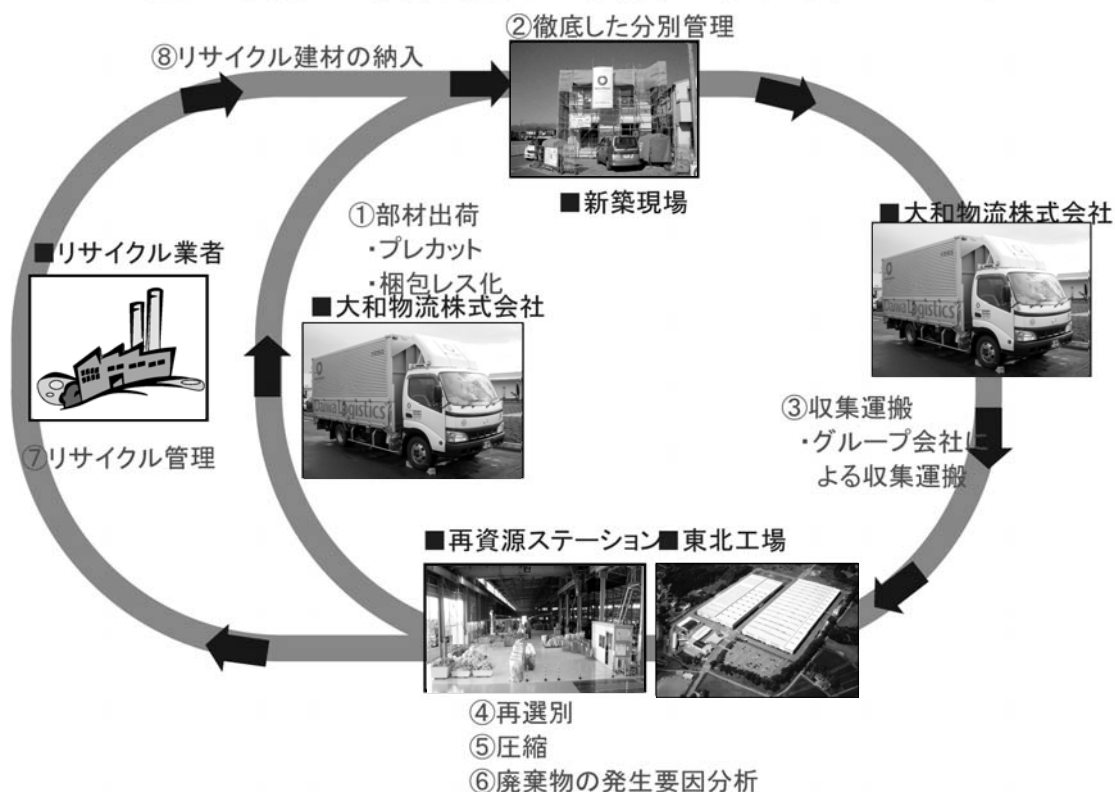 ②徹底した分別管理
⑧リサイクル建材の納入
■新築現場
①部材出荷
・プレカット
・梱包レス化
■大和物流株式会社
■大和物流株式会社
Daiwa Logistics
Daiwa Logistics
■リサイクル業者
⑦リサイクル管理
③収集運搬
・グループ会社に
よる収集運搬
■再資源ステーション
■東北工場
④再選別
⑤圧縮
⑥廃棄物の発生要因分析